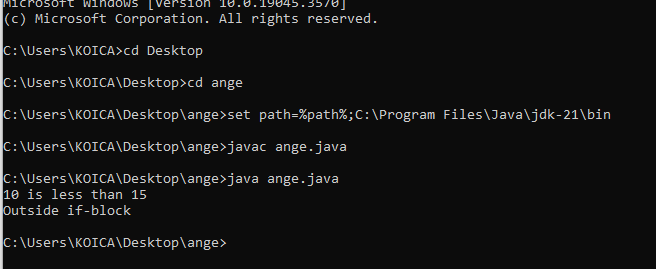 Microsoft Windows [Version 10.0.19045.3570]
(c) Microsoft Corporation. All rights reserved.
C:\Users\KOICA>cd Desktop
C:\Users\KOICA\Desktop>cd ange
C:\Users\KOICA\Desktop\ange>set path=%path%;C:\Program Files\Java\jdk-21\bin
C:\Users\KOICA\Desktop\ange>javac ange.java
C:\Users\KOICA\Desktop\ange>java ange.java
10 is less than 15
Outside if-block
C:\Users\KOICA\Desktop\ange>